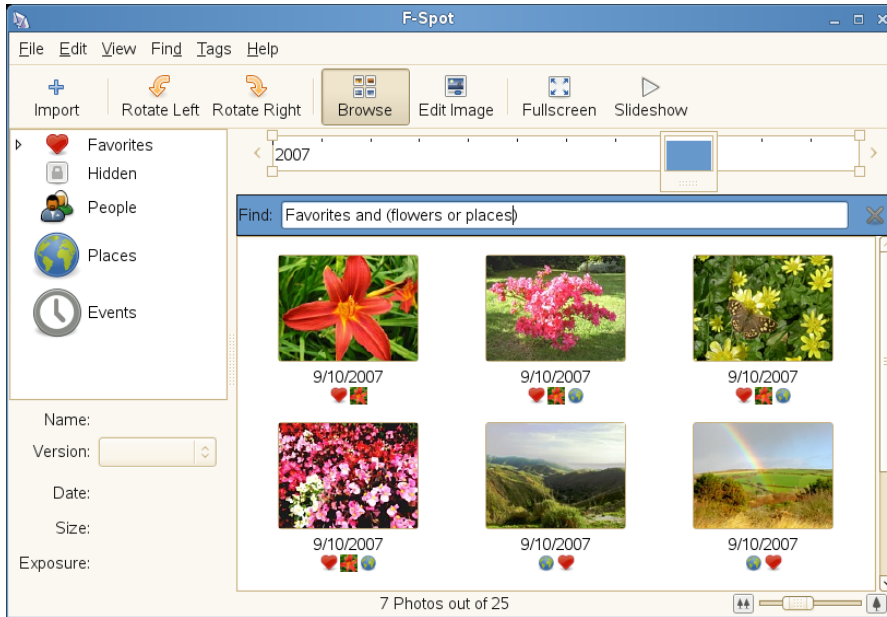 F-Spot
File Edit View Find Tags Help
Import Rotate Left Rotate Right Browse Edit Image Fullscreen Slideshow
Favorites
Hidden
People
Places
Events
Name:
Version:
Date:
Size:
Exposure:
2007
Find: Favorites and (flowers or places)
9/10/2007 9/10/2007 9/10/2007
9/10/2007 9/10/2007 9/10/2007
7 Photos out of 25